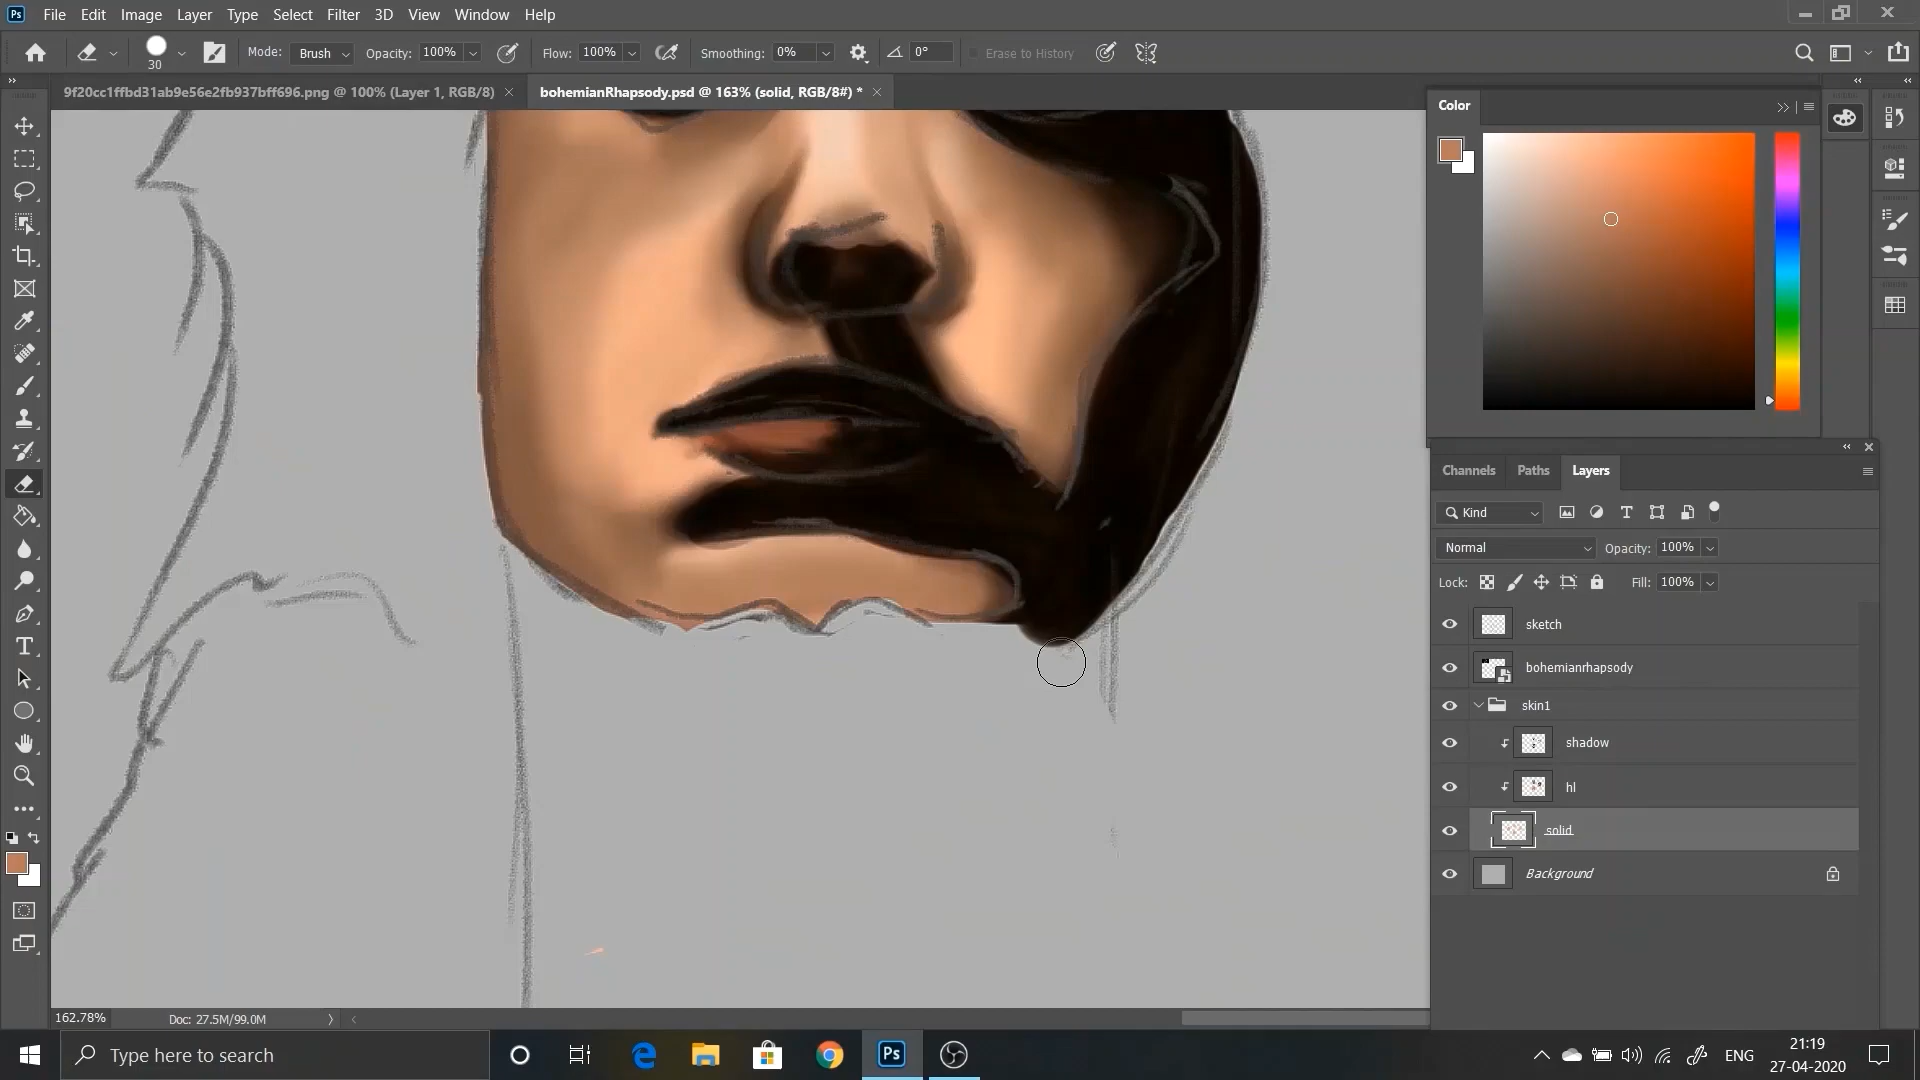 Ps File Edit Image Layer Type Select Filter 3D View Window Help
30 Mode: Brush Opacity: 100% Flow: 100% Smoothing: 0% 0° Erase to History
9f20cc1ffbd31ab9e56e2fb937bff696.png @ 100% (Layer 1, RGB/8) bohemianRhapsody.psd @ 163% (solid, RGB/8#) *
Color
Channels Paths Layers
Kind
Normal Opacity: 100%
Lock: Fill: 100%
sketch
bohemianrhapsody
skin1
shadow
hl
solid
Background
162.78% Doc: 27.5M/99.0M
Type here to search
Ps
ENG
21:19
27-04-2020